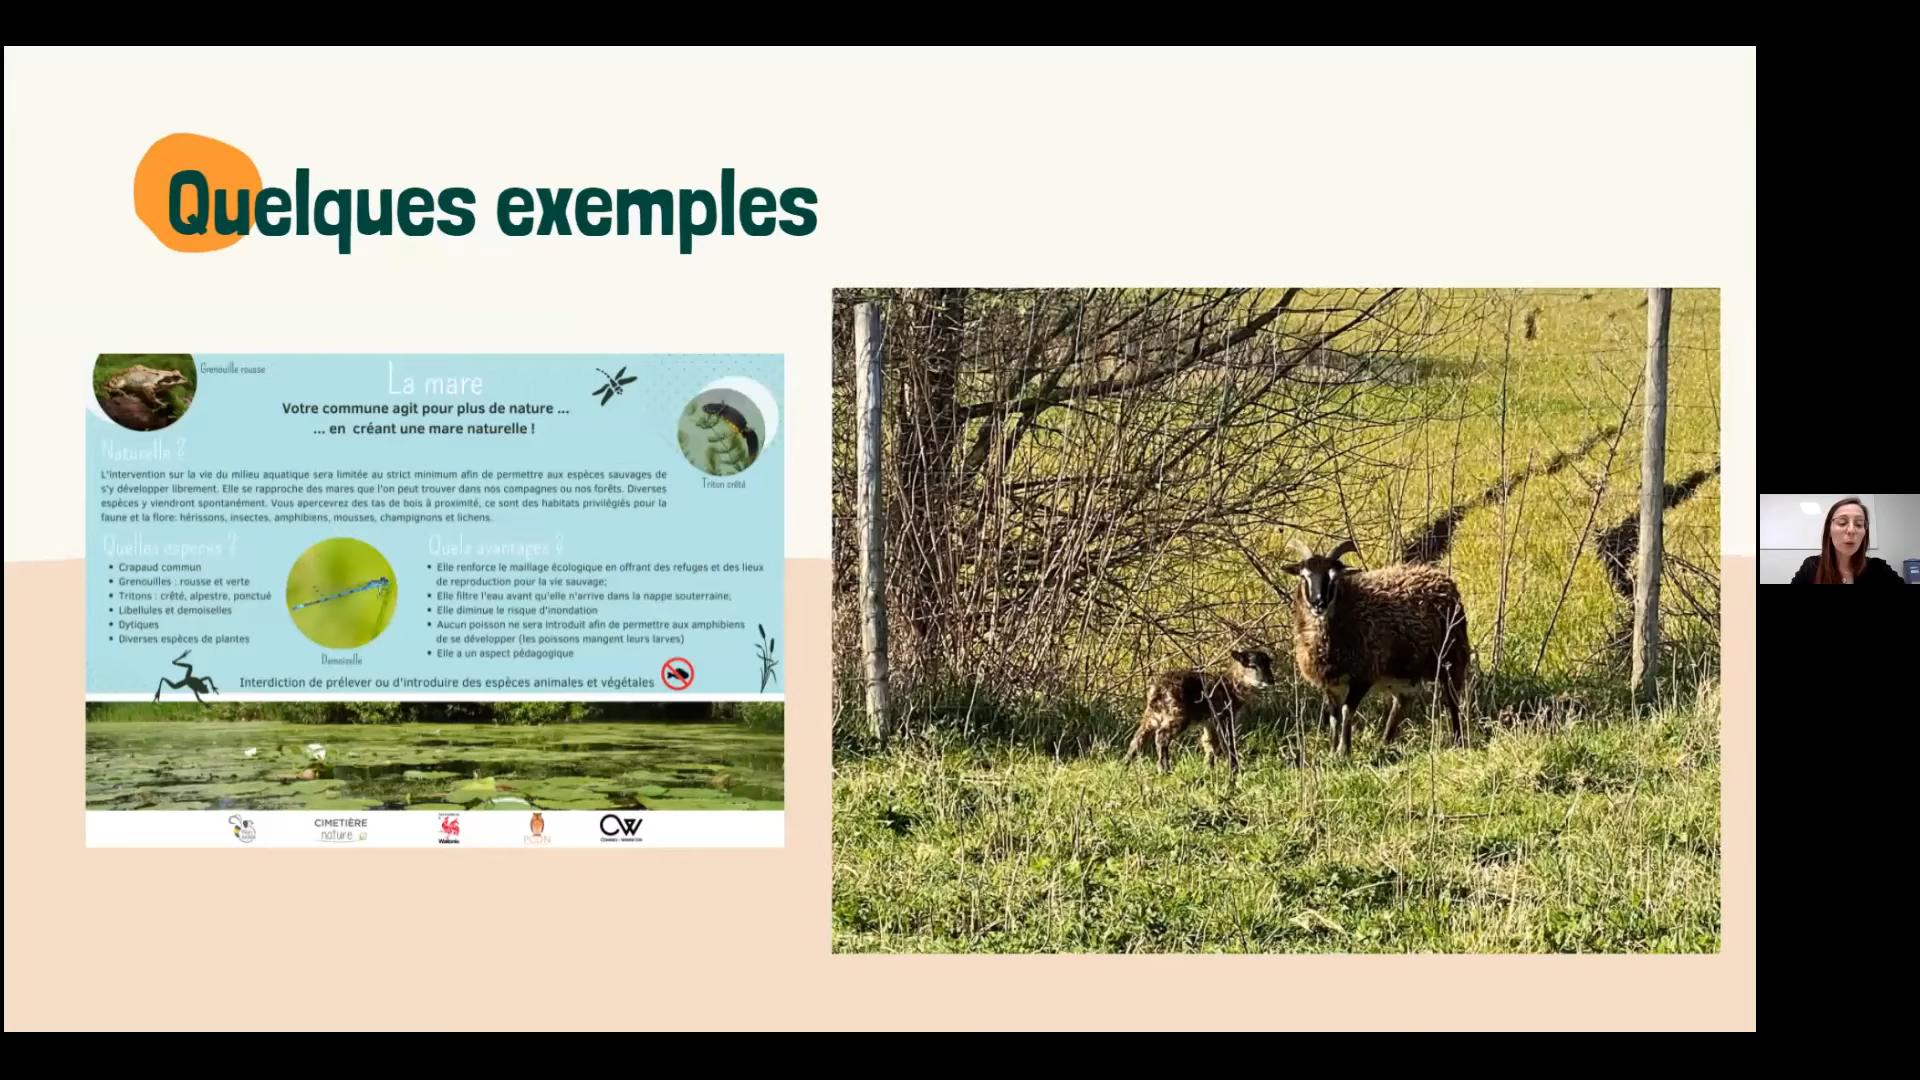 Quelques exemples
Grenouille rousse
La mare
Votre commune agit pour plus de nature ...
... en créant une mare naturelle !
Triton crêté
Naturelle ?
L'intervention sur la vie du milieu aquatique sera limitée au strict minimum afin de permettre aux espèces sauvages de
s'y développer librement. Elle se rapproche des mares que l'on peut trouver dans nos compagnes ou nos forêts. Diverses
espèces y viendront spontanément. Vous apercevrez des tas de bois à proximité, ce sont des habitats privilégiés pour la
faune et la flore: hérissons, insectes, amphibiens, mousses, champignons et lichens.
Quelles espèces ?
• Crapaud commun
• Grenouilles : rousse et verte
• Tritons : crêté, alpestre, ponctué
• Libellules et demoiselles
• Dytiques
• Diverses espèces de plantes
Demoiselle
Quels avantages ?
• Elle renforce le maillage écologique en offrant des refuges et des lieux
de reproduction pour la vie sauvage;
• Elle filtre l'eau avant qu'elle n'arrive dans la nappe souterraine;
• Elle diminue le risque d'inondation
• Aucun poisson ne sera introduit afin de permettre aux amphibiens
de se développer (les poissons mangent leurs larves)
• Elle a un aspect pédagogique
Interdiction de prélever ou d'introduire des espèces animales et végétales
CIMETIÈRE
nature
Wallonie
PCDN
CW